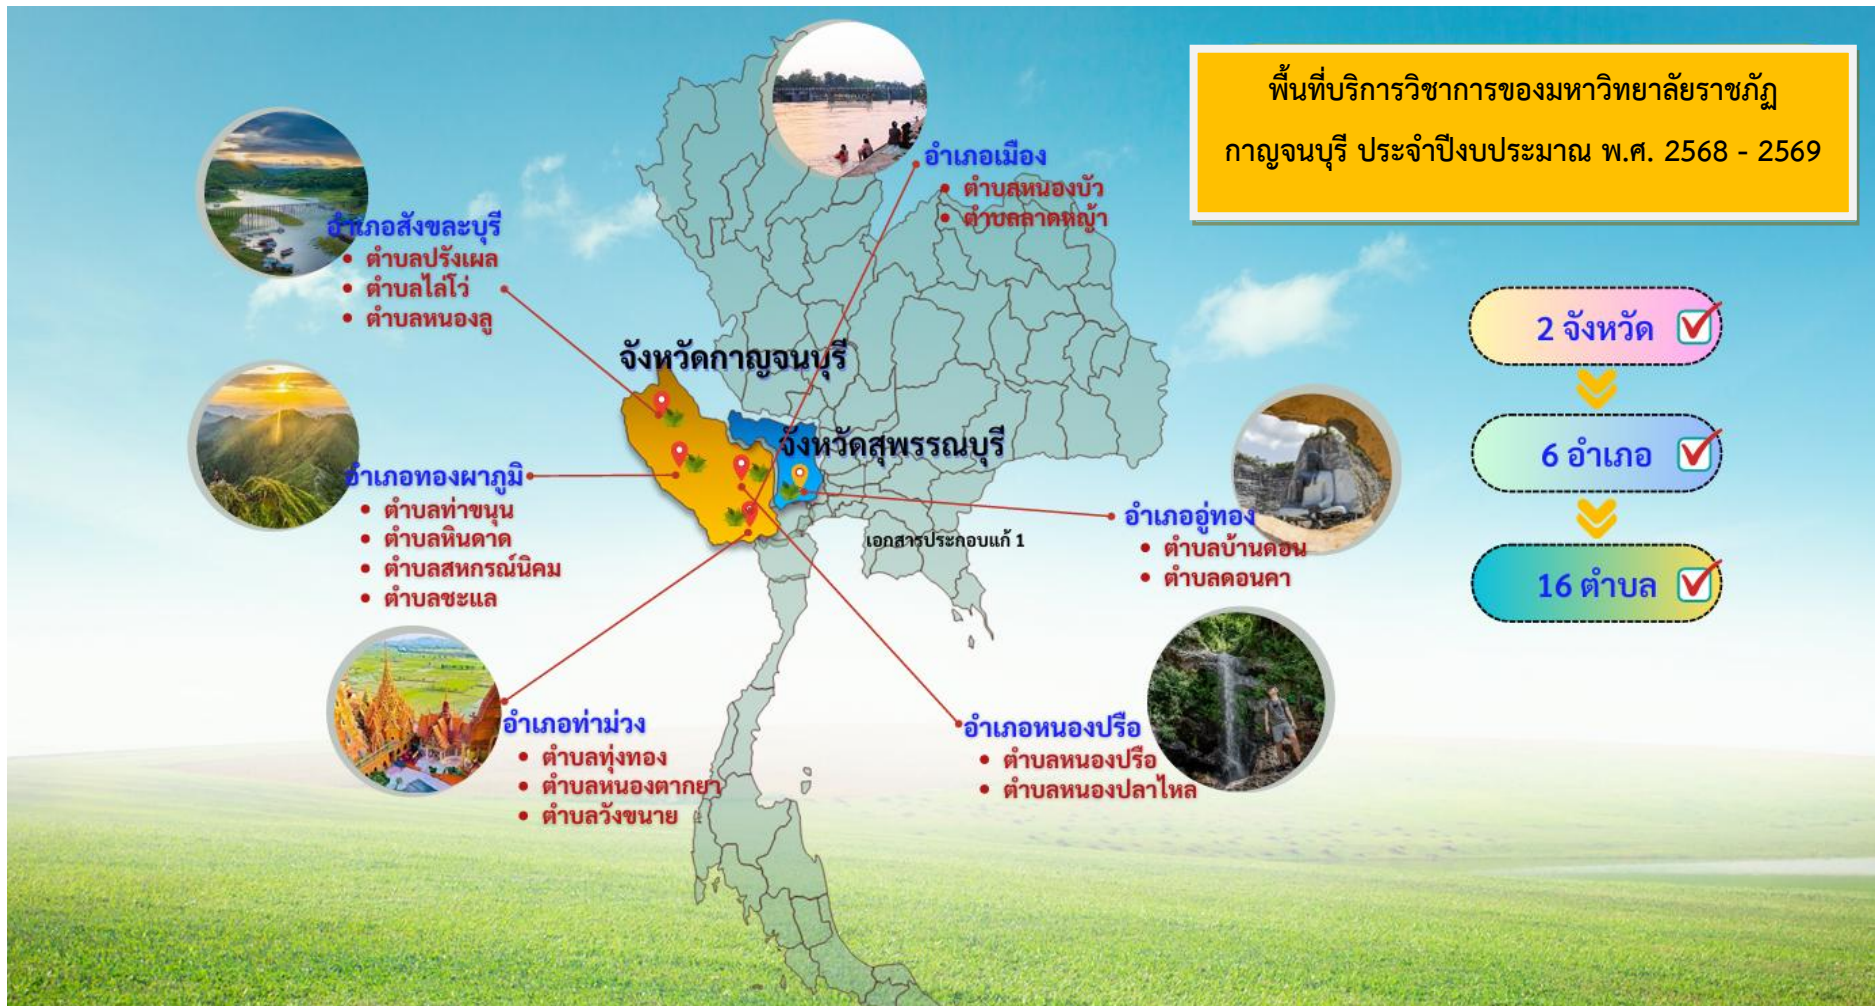 พื้นที่บริการวิชาการของมหาวิทยาลัยราชภัฏ
กาญจนบุรี ประจำปีงบประมาณ พ.ศ. 2568 - 2569
อำเภอเมือง
ตำบลหนองบัว
ตำบลลาดหญ้า
อำเภอสังขละบุรี
ตำบลปรังเผล
ตำบลไล่โว่
ตำบลหนองลู
จังหวัดกาญจนบุรี
จังหวัดสุพรรณบุรี
อำเภอทองผาภูมิ
ตำบลท่าขนุน
ตำบลหินดาด
ตำบลสหกรณ์นิคม
ตำบลชะแล
อำเภออู่ทอง
ตำบลบ้านดอน
ตำบลดอนคา
เอกสารประกอบแก้ 1
อำเภอท่าม่วง
ตำบลทุ่งทอง
ตำบลหนองตากยา
ตำบลวังขนาย
อำเภอหนองปรือ
ตำบลหนองปรือ
ตำบลหนองปลาไหล
2 จังหวัด
6 อำเภอ
16 ตำบล